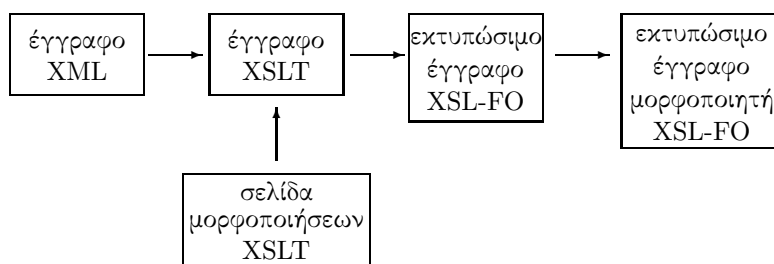 έγγραφο
XML
έγγραφο
XSLT
εκτυπώσιμο
έγγραφο
XSL-FO
εκτυπώσιμο
έγγραφο
μορφοποιητή
XSL-FO
σελίδα
μορφοποιήσεων
XSLT